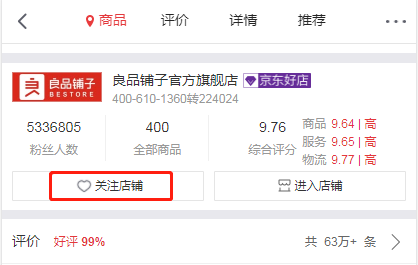 商品 评价 详情 推荐
良品铺子
BESTORE
良品铺子官方旗舰店 京东好店
400-610-1360转224024
5336805 400 9.76
粉丝人数 全部商品 综合评分
商品 9.64 | 高
服务 9.65 | 高
物流 9.77 | 高
关注店铺 进入店铺
评价 好评 99% 共 63万+ 条